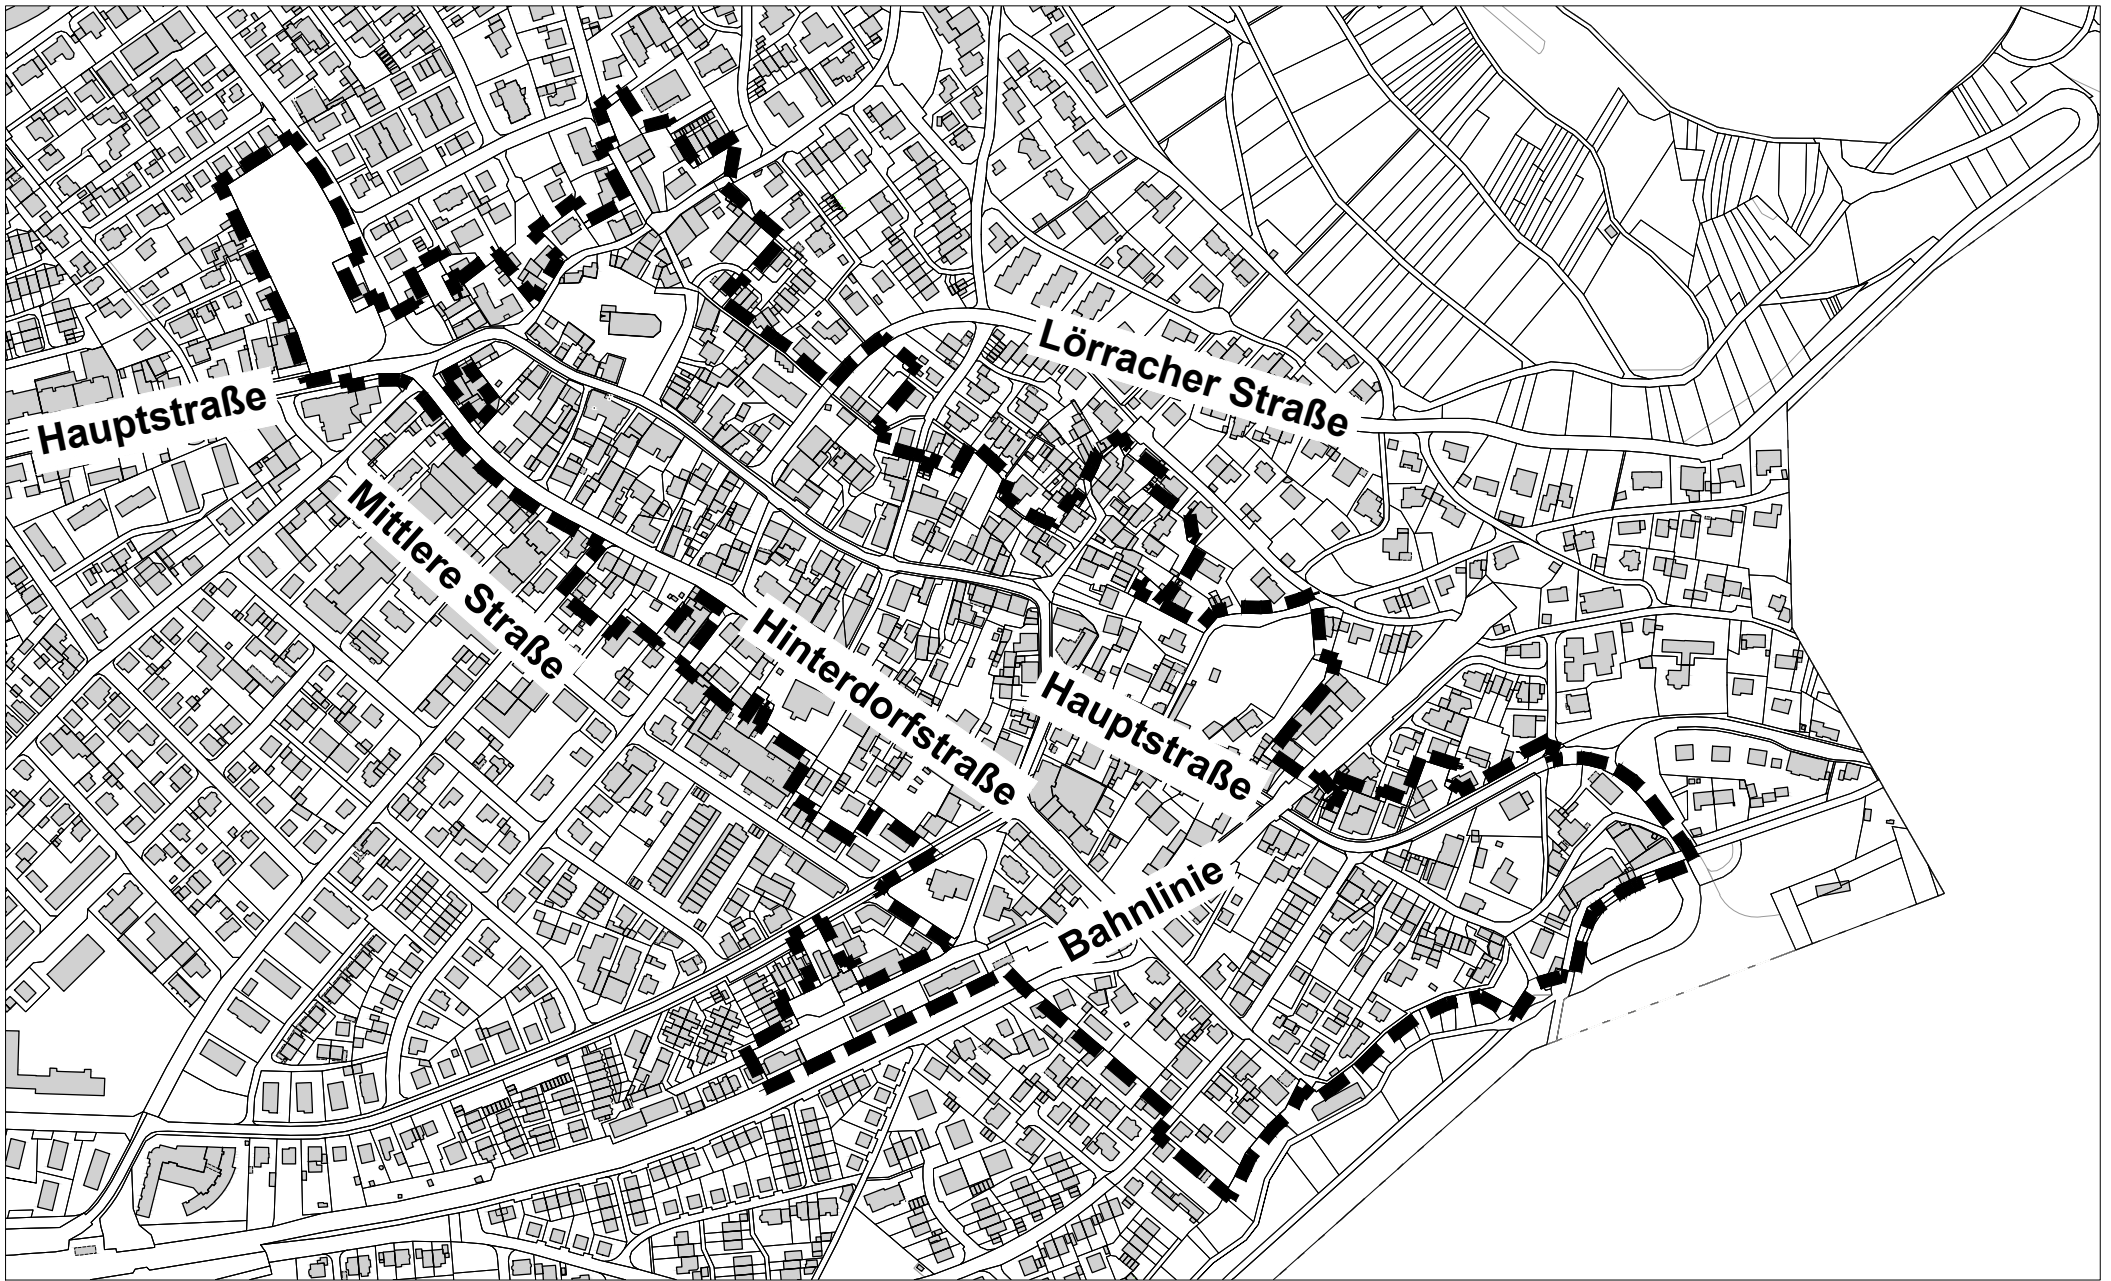 Lörracher Straße
Hauptstraße
Mittlere Straße
Hinterdorfstraße
Hauptstraße
Bahnlinie